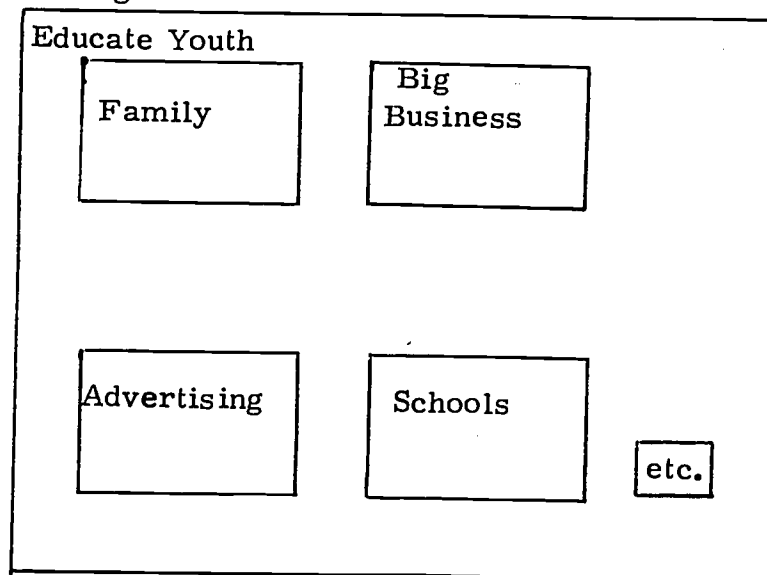 Educate Youth
Family
Big
Business
Advertising
Schools
etc.